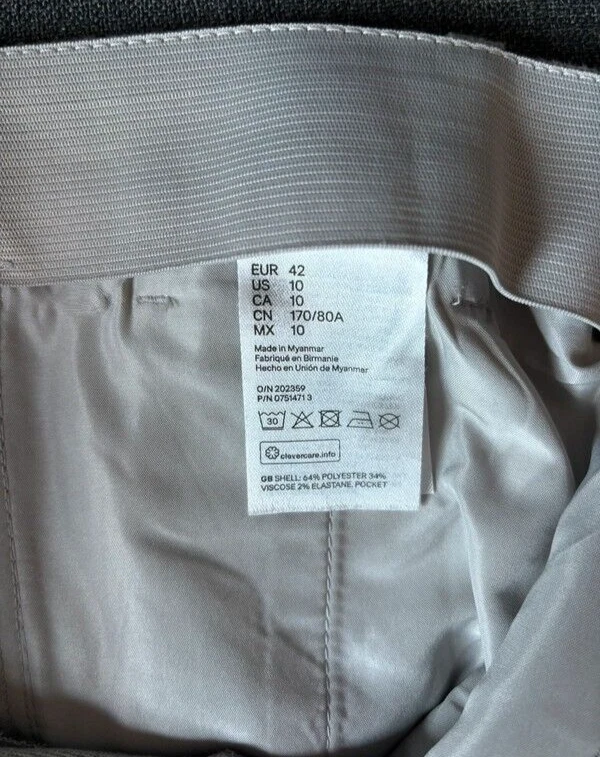 EUR 42
US 10
CA 10
CN 170/80A
MX 10
Made in Myanmar
Fabriqué en Birmanie
Hecho en Unión de Myanmar
O/N 202359
P/N 0751471 3
30
clevercare.info
GB SHELL: 64% POLYESTER 34%
VISCOSE 2% ELASTANE, POCKET